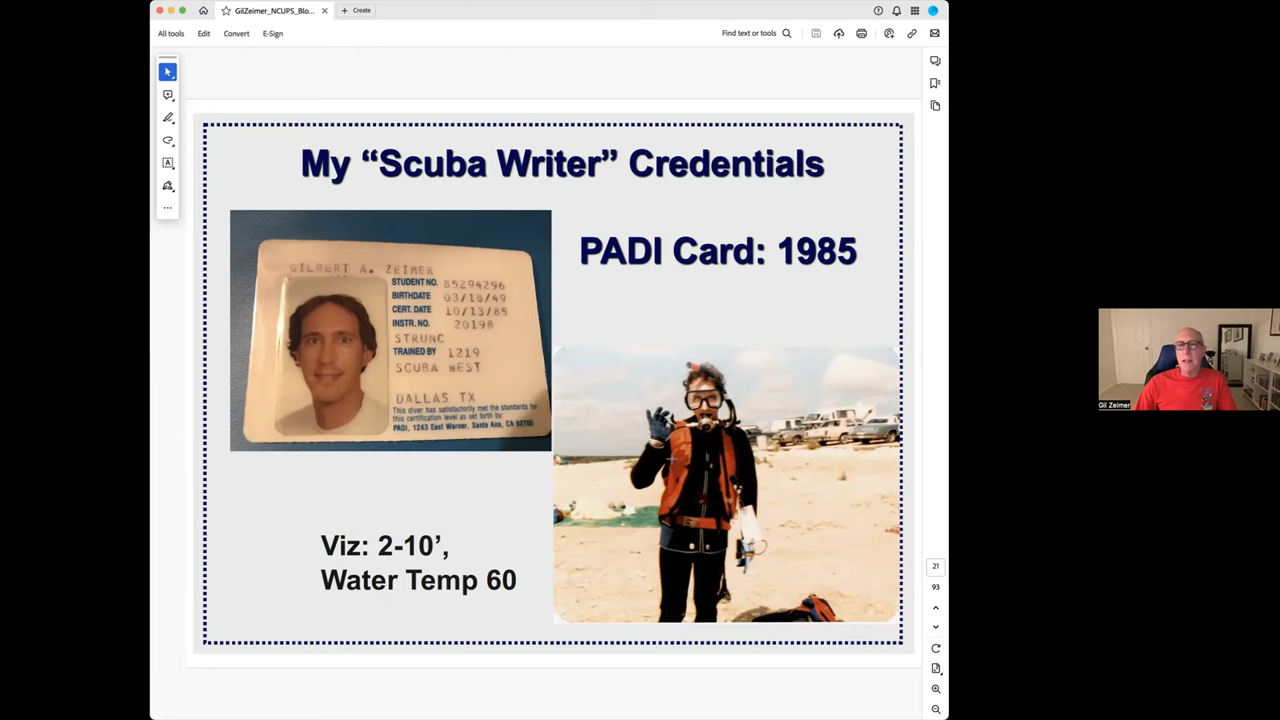 GilZeimer_NCUPS_Blo...
Create
All tools
Edit
Convert
E-Sign
Find text or tools
My “Scuba Writer” Credentials
GILBERT A. ZEIMER
STUDENT NO. 85294296
BIRTHDATE 03/18/49
CERT. DATE 10/13/85
INSTR. NO. 20198
STRUNC
TRAINED BY 1219
SCUBA WEST
DALLAS TX
This diver has satisfactorily met the standards for
this certification level as set forth by:
PADI, 1243 East Warner, Santa Ana, CA 92705
PADI Card: 1985
Viz: 2-10’,
Water Temp 60
21
93
Gil Zeimer